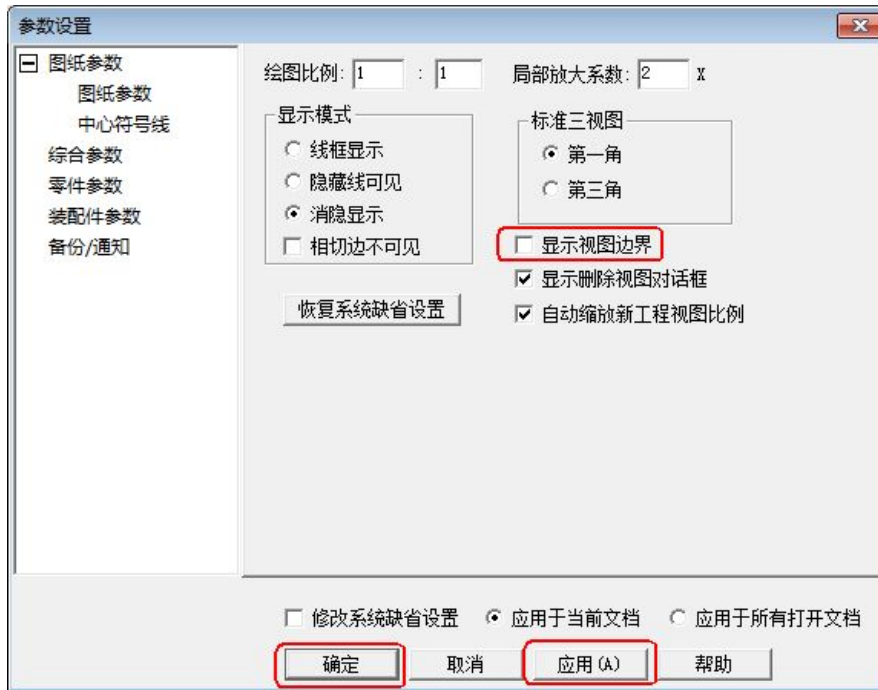 参数设置
图纸参数
图纸参数
中心符号线
综合参数
零件参数
装配件参数
备份/通知
绘图比例: 1 : 1 局部放大系数: 2 X
显示模式
线框显示
隐藏线可见
消隐显示
相切边不可见
恢复系统缺省设置
标准三视图
第一角
第三角
显示视图边界
显示删除视图对话框
自动缩放新工程视图比例
修改系统缺省设置 应用于当前文档 应用于所有打开文档
确定 取消 应用(A) 帮助